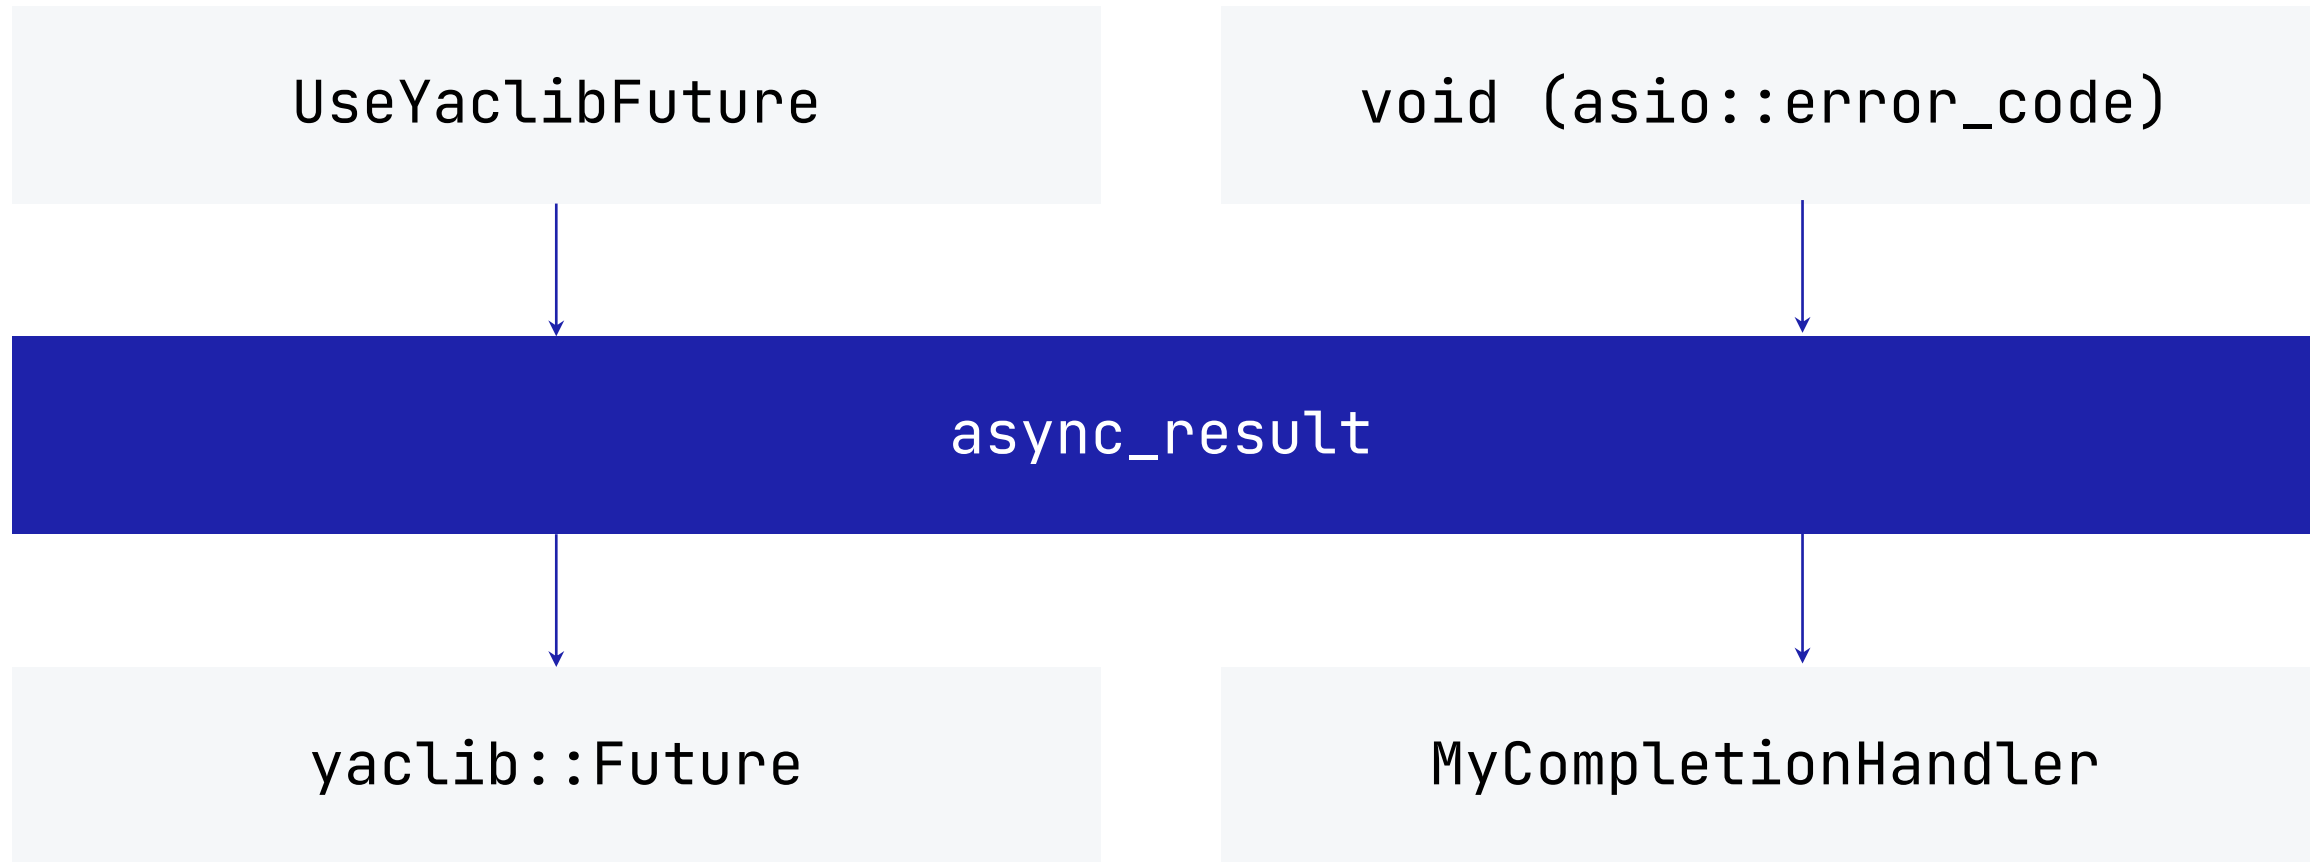 UseYaclibFuture
void (asio::error_code)
async_result
yaclib::Future
MyCompletionHandler